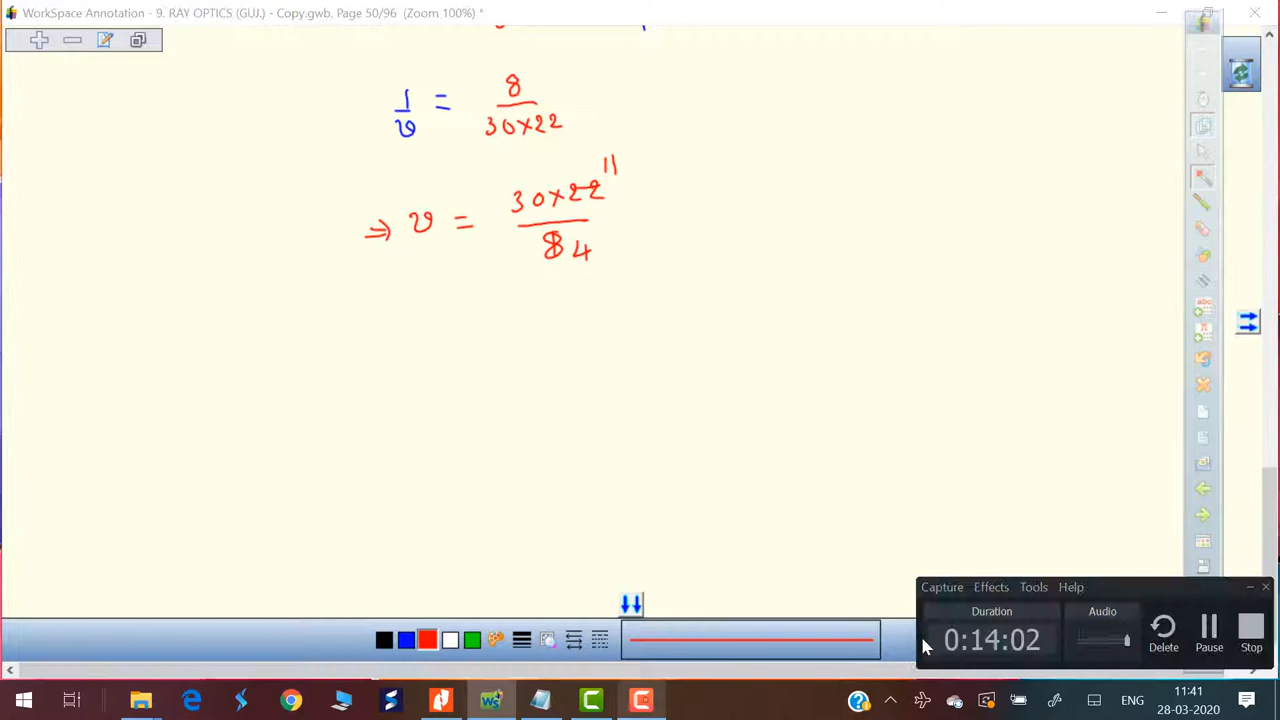 WorkSpace Annotation - 9. RAY OPTICS (GUJ.) - Copy.gwb, Page 50/96 (Zoom 100%) *
1/v = 8/30×22
⇒ v = 30×22 11/8 4
Capture Effects Tools Help
Duration
Audio
0:14:02
Delete
Pause
Stop
ENG
11:41
28-03-2020